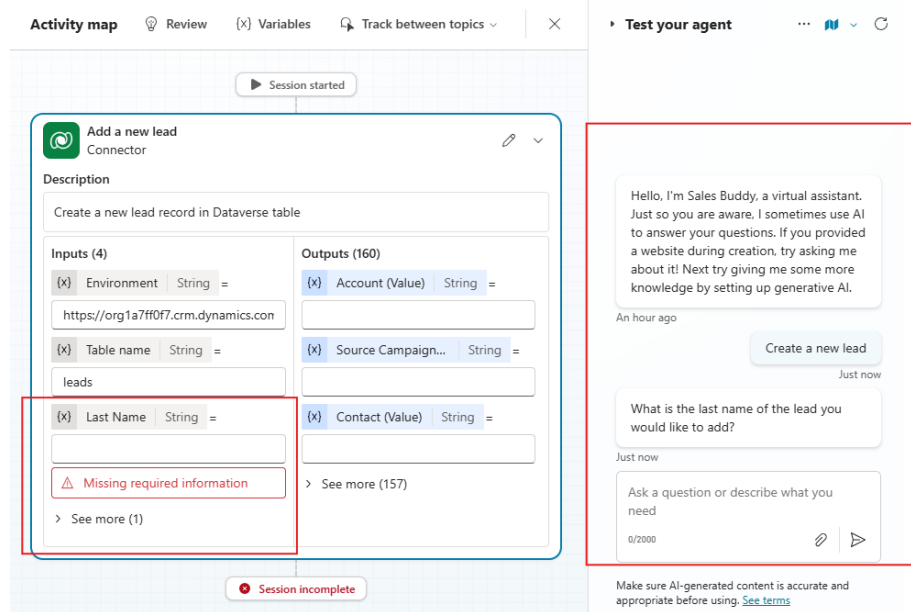 Activity map
Review
{x} Variables
Track between topics
Session started
Add a new lead
Connector
Description
Create a new lead record in Dataverse table
Inputs (4)
{x} Environment String =
https://org1a7ff0f7.crm.dynamics.com
{x} Table name String =
leads
{x} Last Name String =
Missing required information
See more (1)
Outputs (160)
{x} Account (Value) String =
{x} Source Campaign... String =
{x} Contact (Value) String =
See more (157)
Session incomplete
Test your agent
Hello, I'm Sales Buddy, a virtual assistant.
Just so you are aware, I sometimes use AI
to answer your questions. If you provided
a website during creation, try asking me
about it! Next try giving me some more
knowledge by setting up generative AI.
An hour ago
Create a new lead
Just now
What is the last name of the lead you
would like to add?
Just now
Ask a question or describe what you
need
0/2000
Make sure AI-generated content is accurate and
appropriate before using. See terms